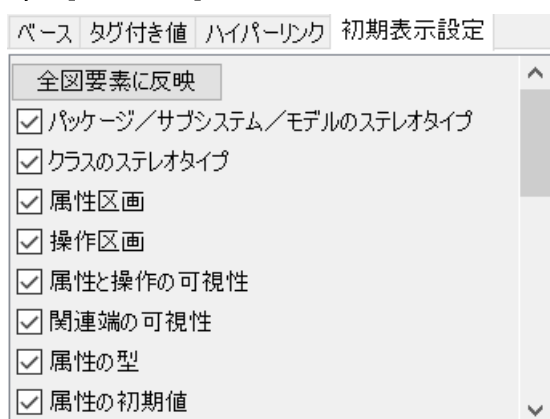 ベース タグ付き値 ハイパーリンク 初期表示設定
全図要素に反映
パッケージ／サブシステム／モデルのステレオタイプ
クラスのステレオタイプ
属性区画
操作区画
属性と操作の可視性
関連端の可視性
属性の型
属性の初期値